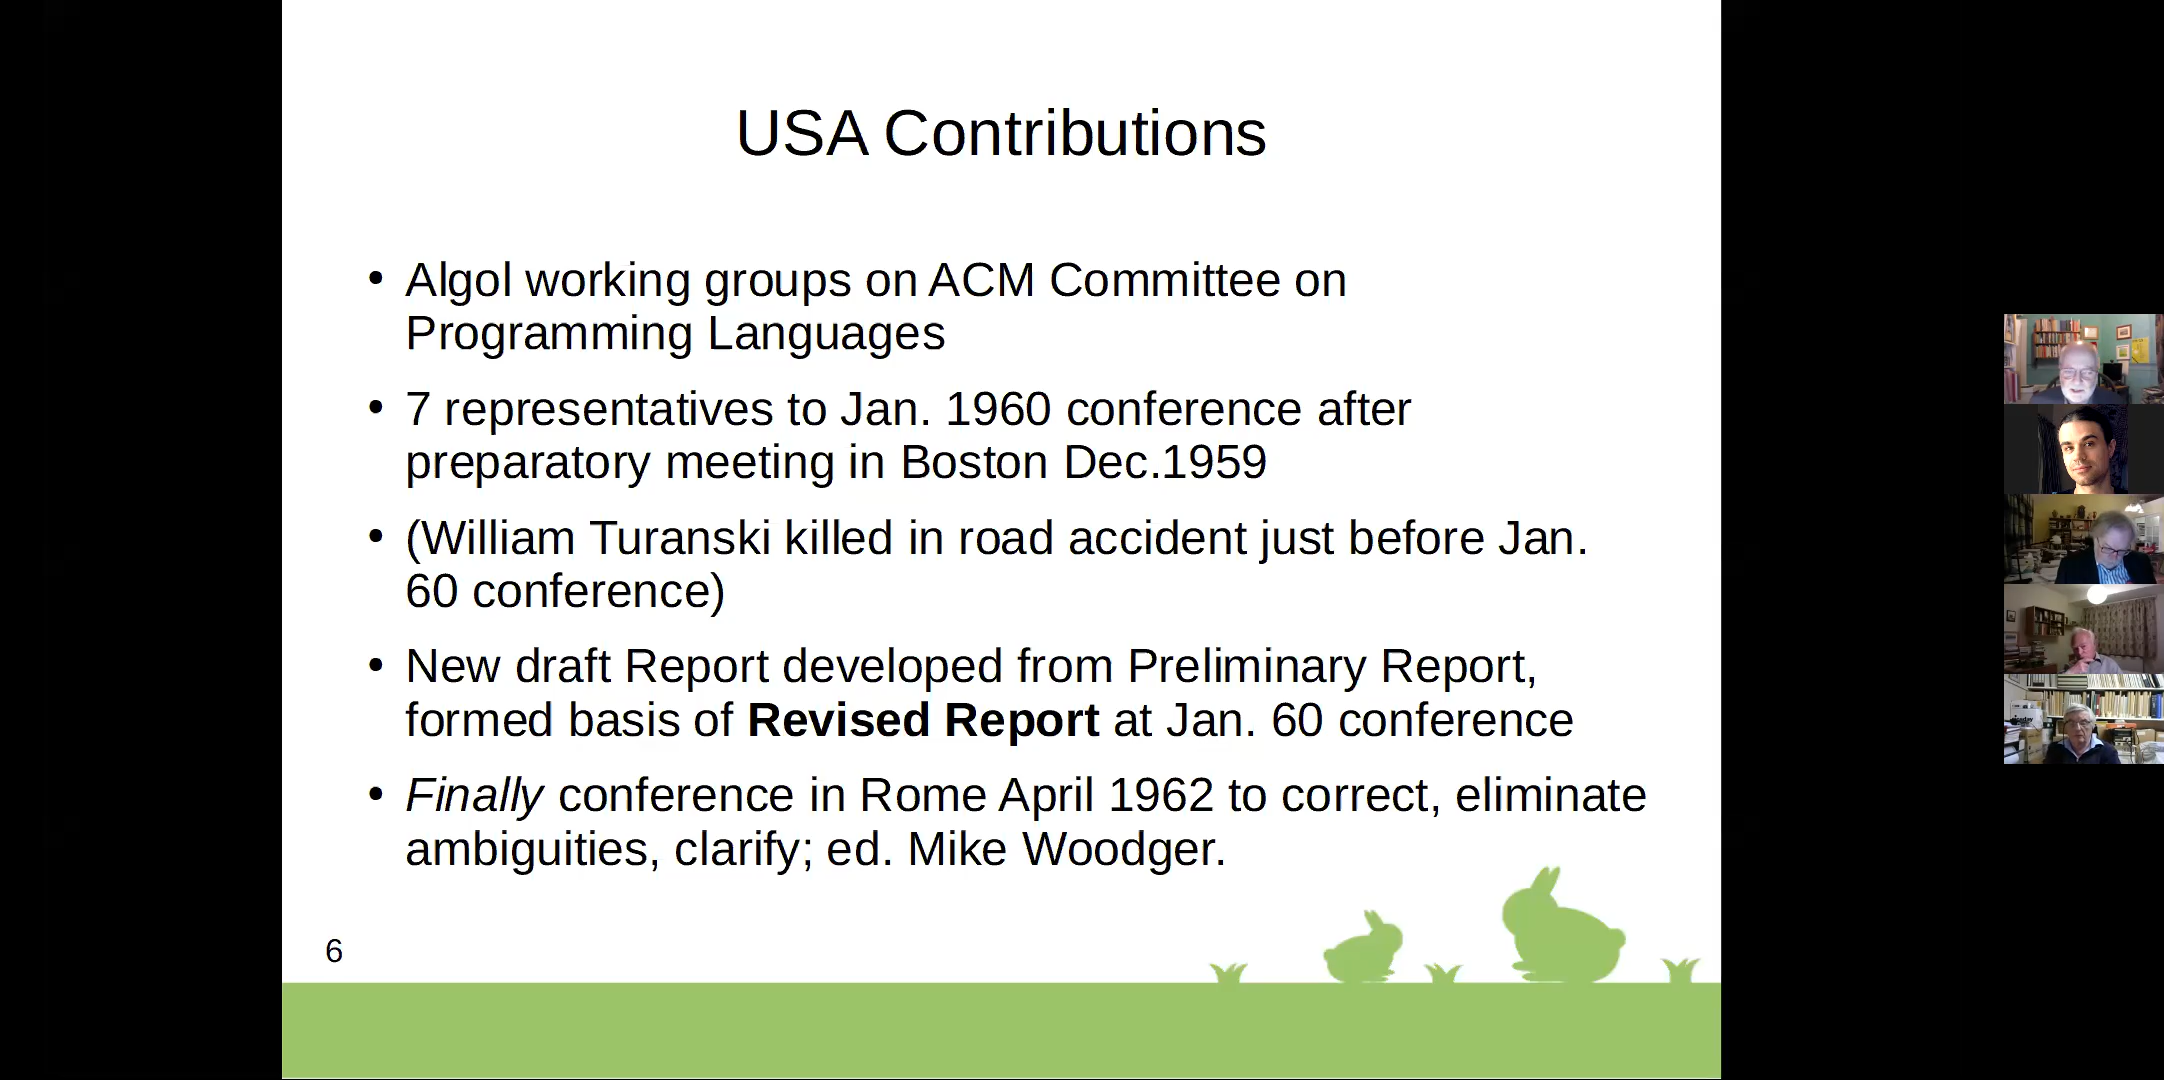 USA Contributions
• Algol working groups on ACM Committee on
Programming Languages
• 7 representatives to Jan. 1960 conference after
preparatory meeting in Boston Dec.1959
• (William Turanski killed in road accident just before Jan.
60 conference)
• New draft Report developed from Preliminary Report,
formed basis of Revised Report at Jan. 60 conference
• Finally conference in Rome April 1962 to correct, eliminate
ambiguities, clarify; ed. Mike Woodger.
6